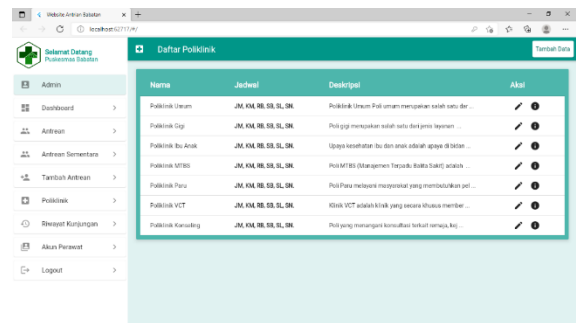 Website Antrian Babatan
localhost:62717/#/
Selamat Datang
Puskesmas Babatan
Daftar Poliklinik
Tambah Data
Admin
Dashboard
Antrean
Antrean Sementara
Tambah Antrean
Poliklinik
Riwayat Kunjungan
Akun Perawat
Logout
Nama Jadwal Deskripsi Aksi
Poliklinik Umum JM, KM, RB, SB, SL, SN. Poliklinik Umum Poli umum merupakan salah satu dar ...
Poliklinik Gigi JM, KM, RB, SB, SL, SN. Poli gigi merupakan salah satu dari jenis layanan ...
Poliklinik Ibu Anak JM, KM, RB, SB, SL, SN. Upaya kesehatan ibu dan anak adalah upaya di bidan ...
Poliklinik MTBS JM, KM, RB, SB, SL, SN. Poli MTBS (Manajemen Terpadu Balita Sakit) adalah ...
Poliklinik Paru JM, KM, RB, SB, SL, SN. Poli Paru melayani masyarakat yang membutuhkan pel ...
Poliklinik VCT JM, KM, RB, SB, SL, SN. Klinik VCT adalah klinik yang secara khusus member ...
Poliklinik Konseling JM, KM, RB, SB, SL, SN. Poli yang menangani konsultasi terkait remaja, kej ...